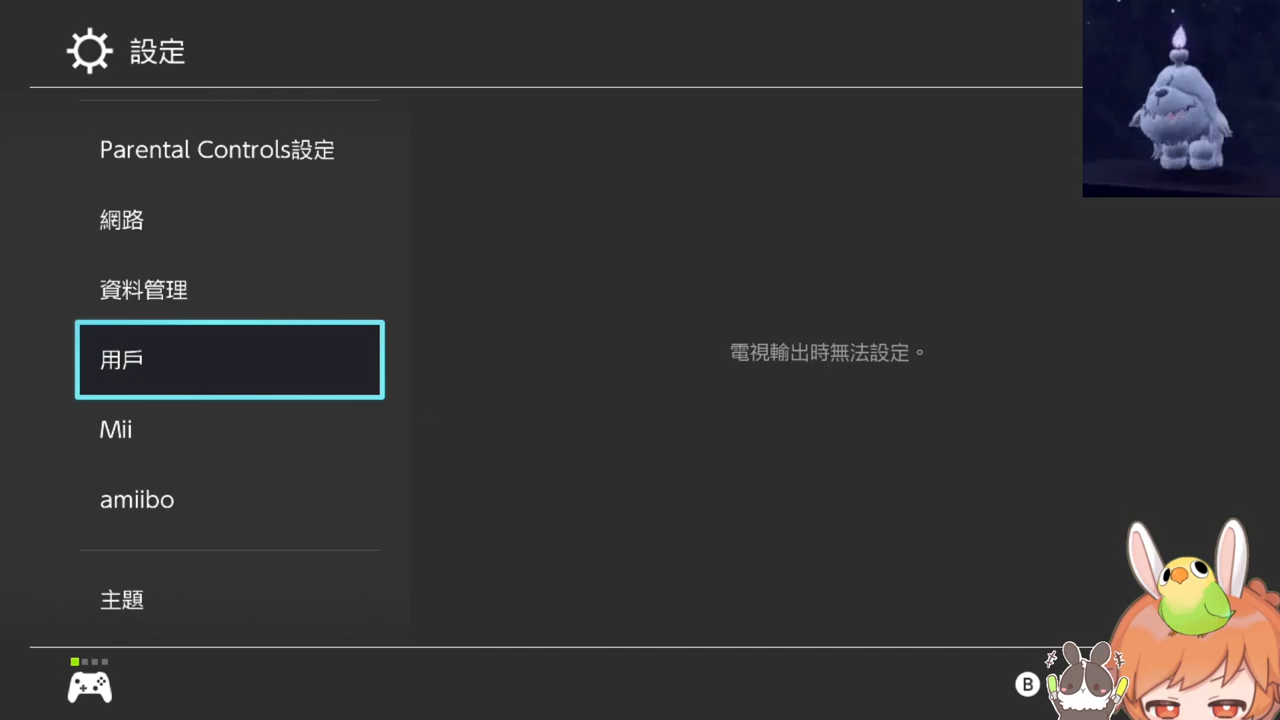 設定
Parental Controls設定
網路
資料管理
用戶
Mii
amiibo
主題
電視輸出時無法設定。
B